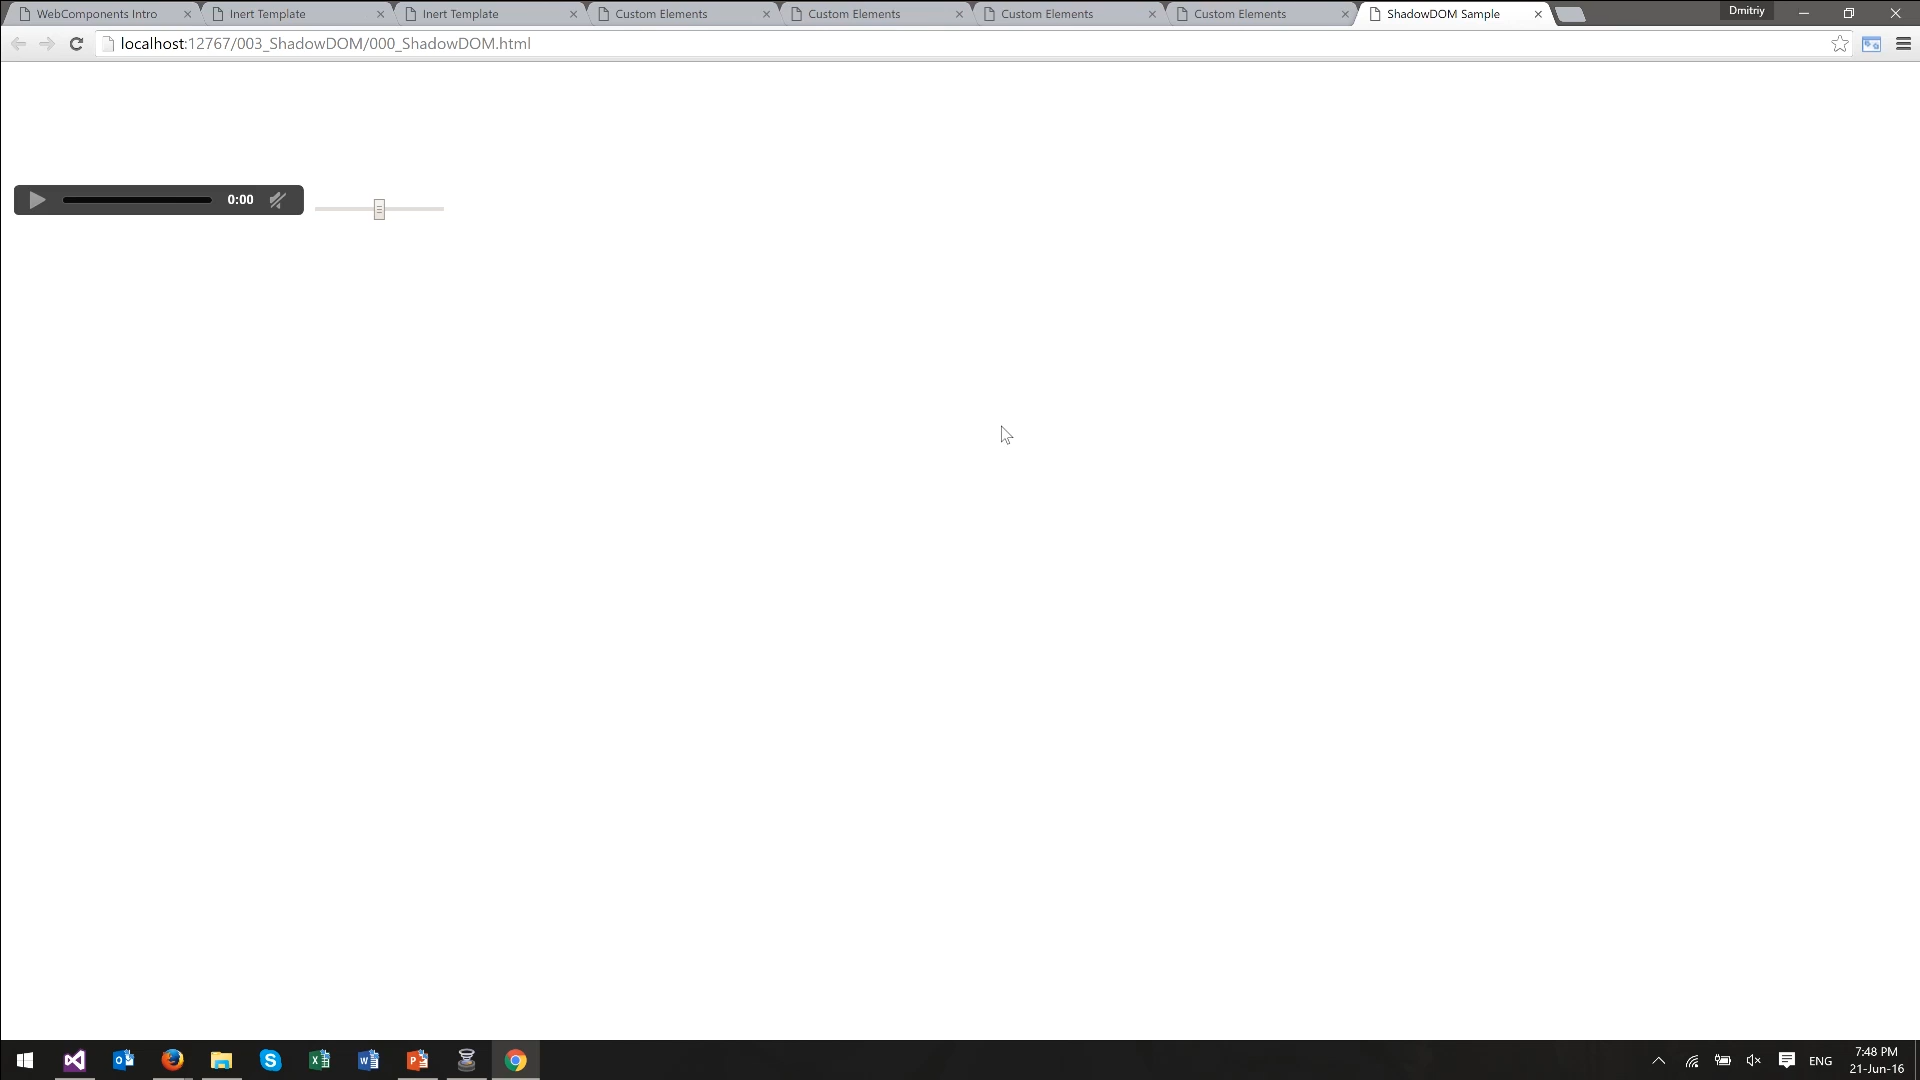 WebComponents Intro
Inert Template
Inert Template
Custom Elements
Custom Elements
Custom Elements
Custom Elements
ShadowDOM Sample
Dmitriy
localhost:12767/003_ShadowDOM/000_ShadowDOM.html
0:00
ENG
7:48 PM
21-Jun-16